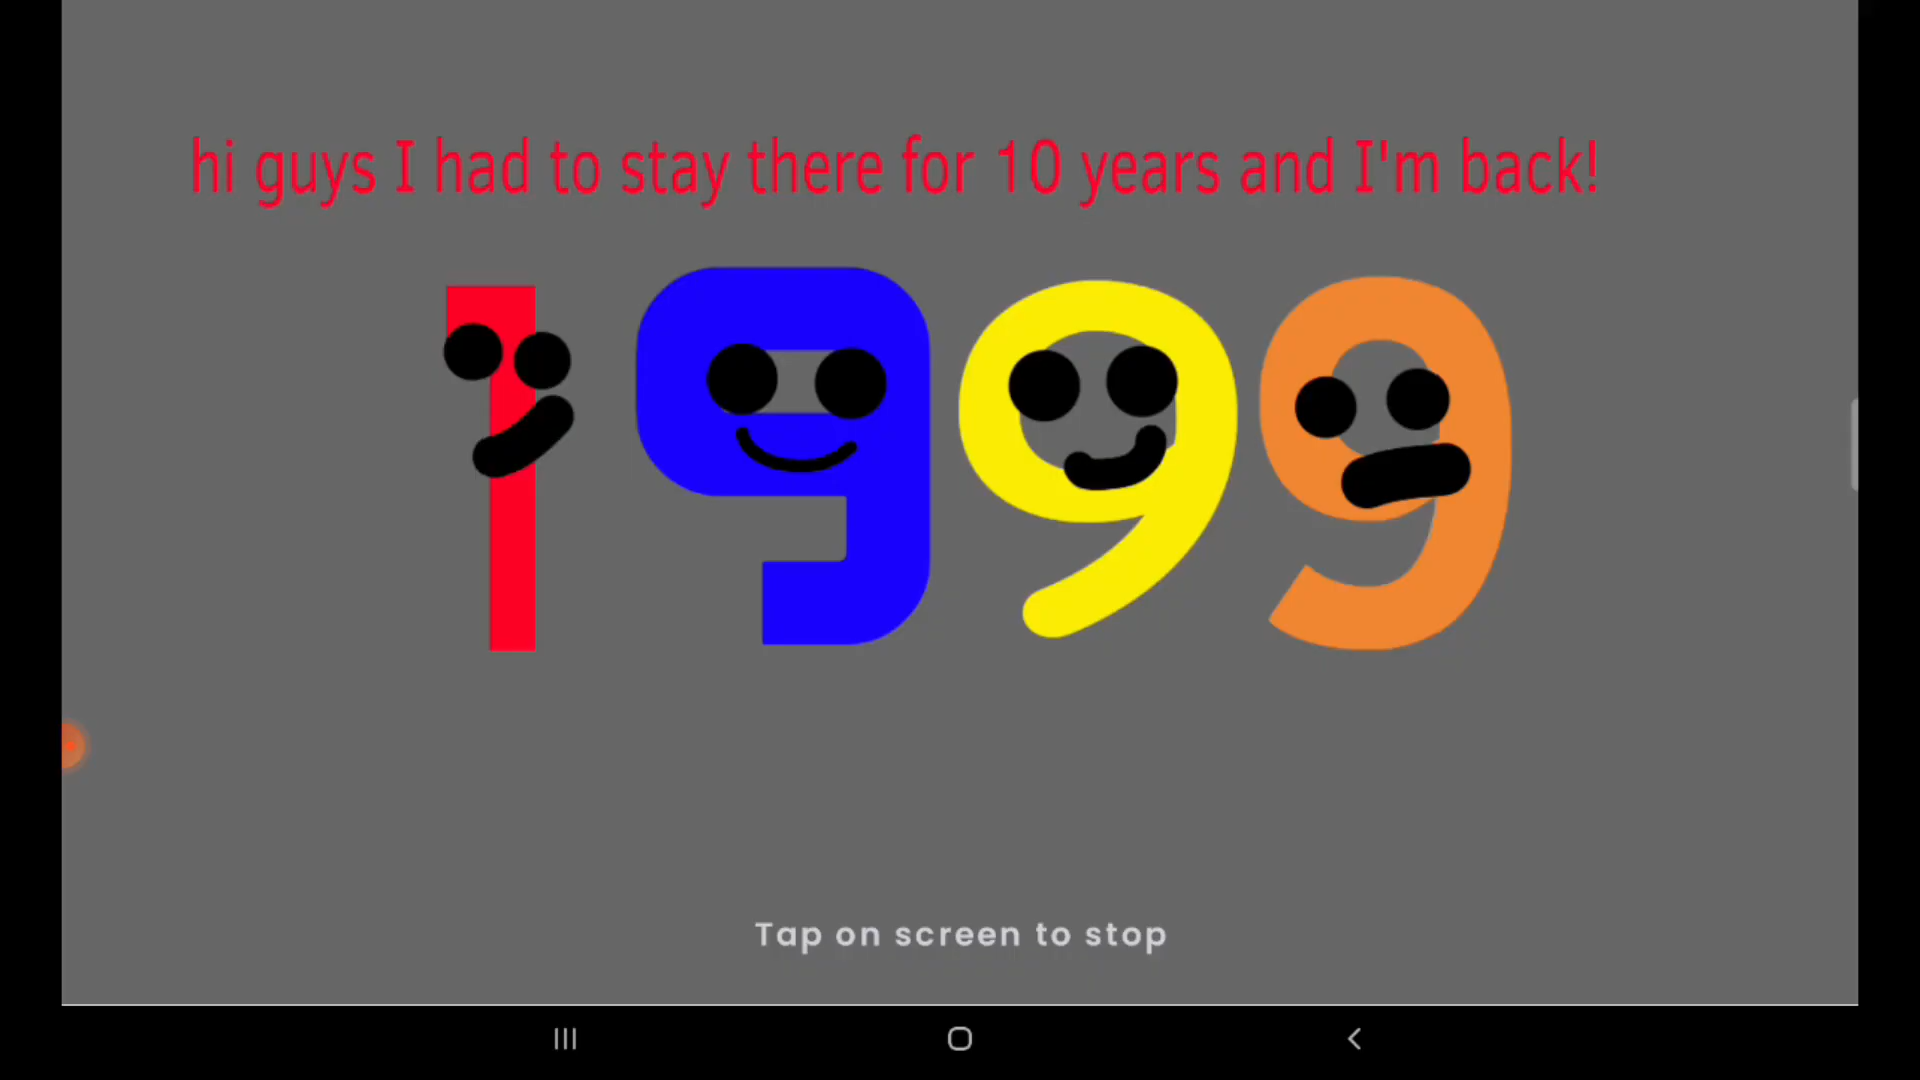 hi guys I had to stay there for 10 years and I'm back!
1999
Tap on screen to stop